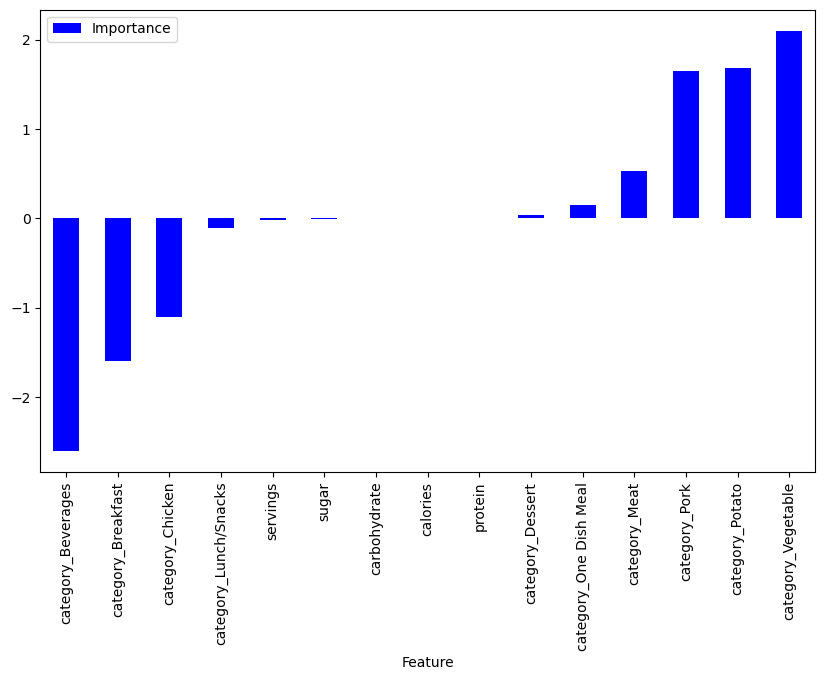 Importance
2
1
0
−1
−2
category_Beverages
category_Breakfast
category_Chicken
category_Lunch/Snacks
servings
sugar
carbohydrate
calories
protein
category_Dessert
category_One Dish Meal
category_Meat
category_Pork
category_Potato
category_Vegetable
Feature